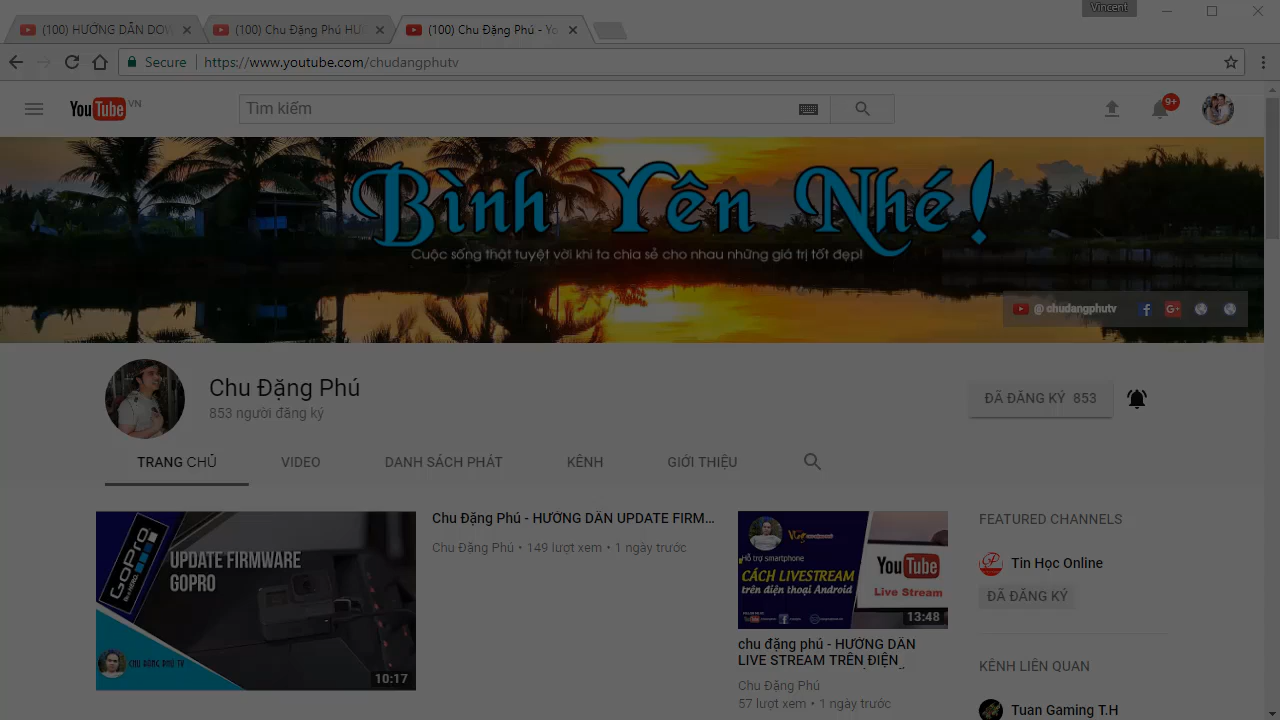 Vincent
(100) HƯỚNG DẪN DOW
(100) Chu Đặng Phú HƯ
(100) Chu Đặng Phú - Yo
Secure
https://www.youtube.com/chudangphutv
YouTube VN
Tìm kiếm
9+
Bình Yên Nhé!
Cuộc sống thật tuyệt vời khi ta chia sẻ cho nhau những giá trị tốt đẹp!
@ chudangphutv
Chu Đặng Phú
853 người đăng ký
ĐÃ ĐĂNG KÝ 853
TRANG CHỦ
VIDEO
DANH SÁCH PHÁT
KÊNH
GIỚI THIỆU
GoPro
UPDATE FIRMWARE
GOPRO
CHU ĐẶNG PHÚ TV
10:17
Chu Đặng Phú - HƯỚNG DẪN UPDATE FIRM...
Chu Đặng Phú • 149 lượt xem • 1 ngày trước
Hỗ trợ smartphone
CÁCH LIVESTREAM
trên điện thoại Android
YouTube
Live Stream
13:48
chu đặng phú - HƯỚNG DẪN
LIVE STREAM TRÊN ĐIỆN
Chu Đặng Phú
57 lượt xem • 1 ngày trước
FEATURED CHANNELS
Tin Học Online
ĐÃ ĐĂNG KÝ
KÊNH LIÊN QUAN
Tuan Gaming T.H